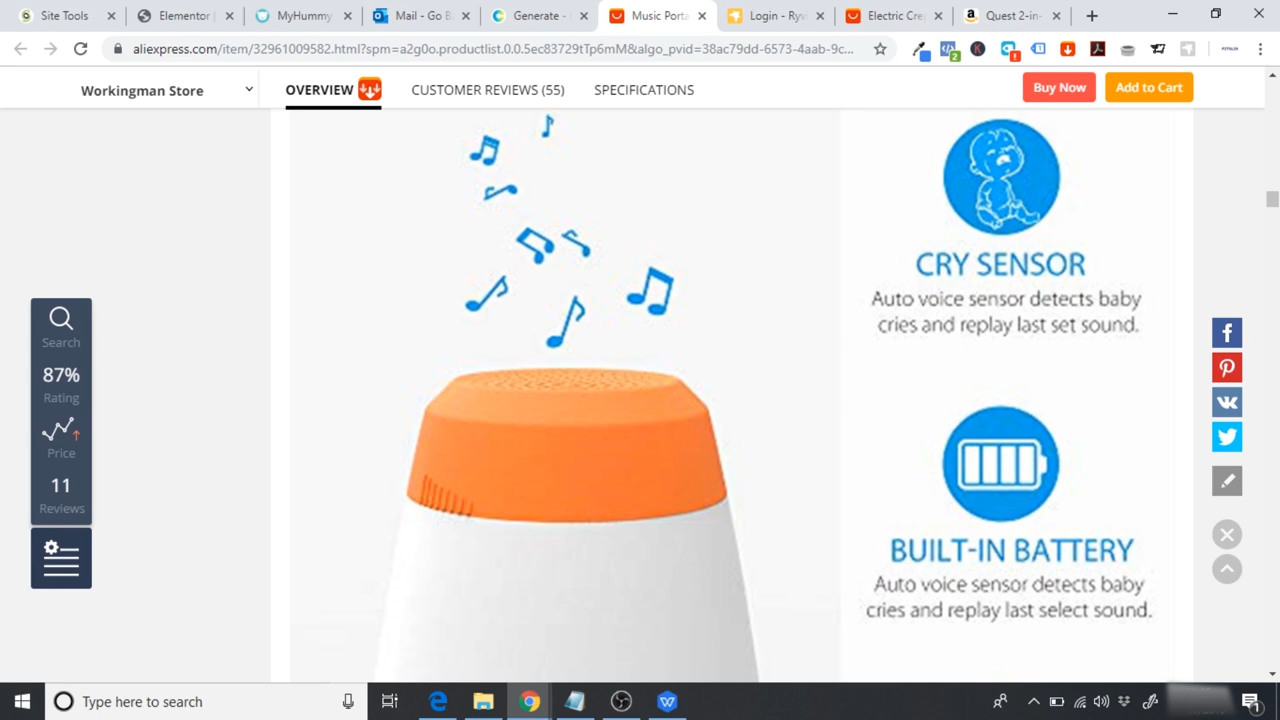 Site Tools
Elementor
MyHummy
Mail - Go B
Generate -
Music Porta
Login - Ryv
Electric Cre
Quest 2-in-
aliexpress.com/item/32961009582.html?spm=a2g0o.productlist.0.0.5ec83729tTp6mM&algo_pvid=38ac79dd-6573-4aab-9c...
Workingman Store
OVERVIEW
CUSTOMER REVIEWS (55)
SPECIFICATIONS
Buy Now
Add to Cart
CRY SENSOR
Auto voice sensor detects baby
cries and replay last set sound.
BUILT-IN BATTERY
Auto voice sensor detects baby
cries and replay last select sound.
Search
87%
Rating
Price
11
Reviews
Type here to search